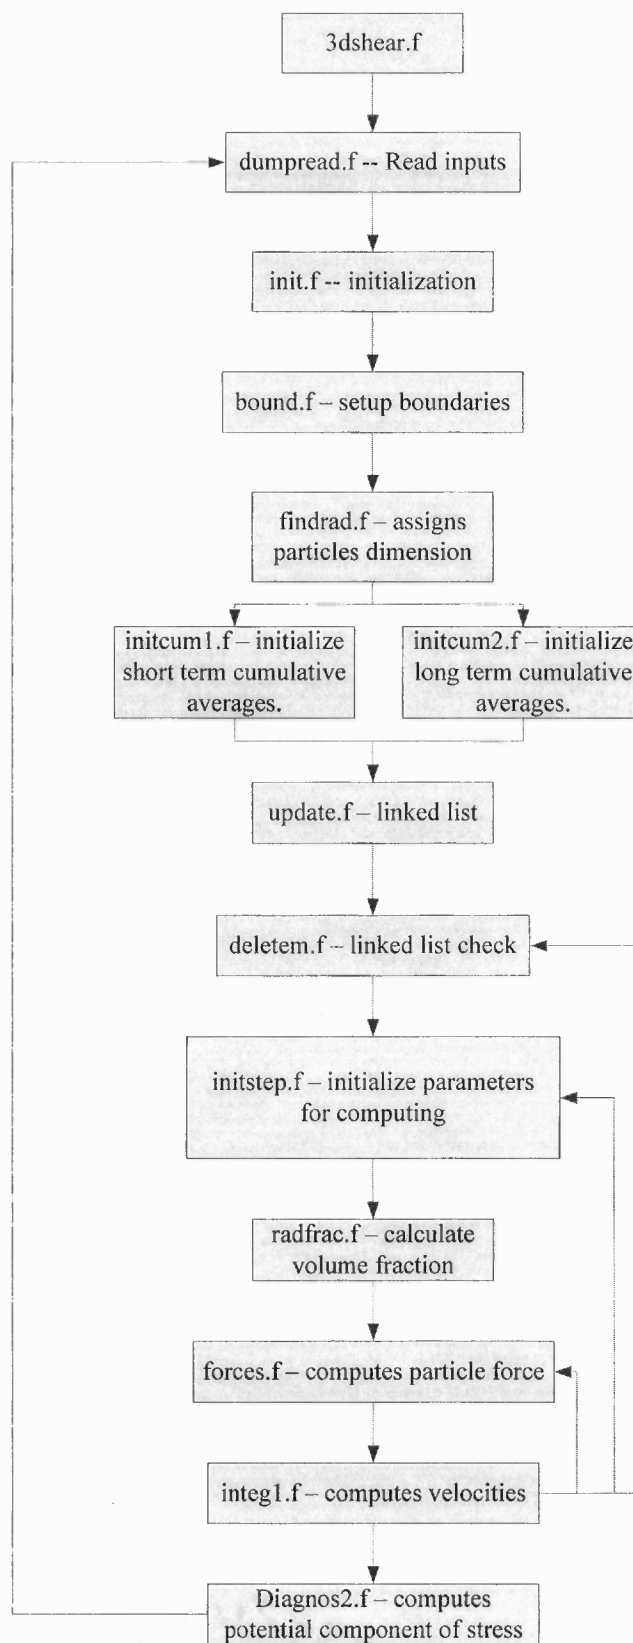 3dshear.f
dumpread.f -- Read inputs
init.f -- initialization
bound.f – setup boundaries
findrad.f – assigns
particles dimension
initcum1.f – initialize
short term cumulative
averages.
initcum2.f – initialize
long term cumulative
averages.
update.f – linked list
deletem.f – linked list check
initstep.f – initialize parameters
for computing
radfrac.f – calculate
volume fraction
forces.f – computes particle force
integ1.f – computes velocities
Diagnos2.f – computes
potential component of stress